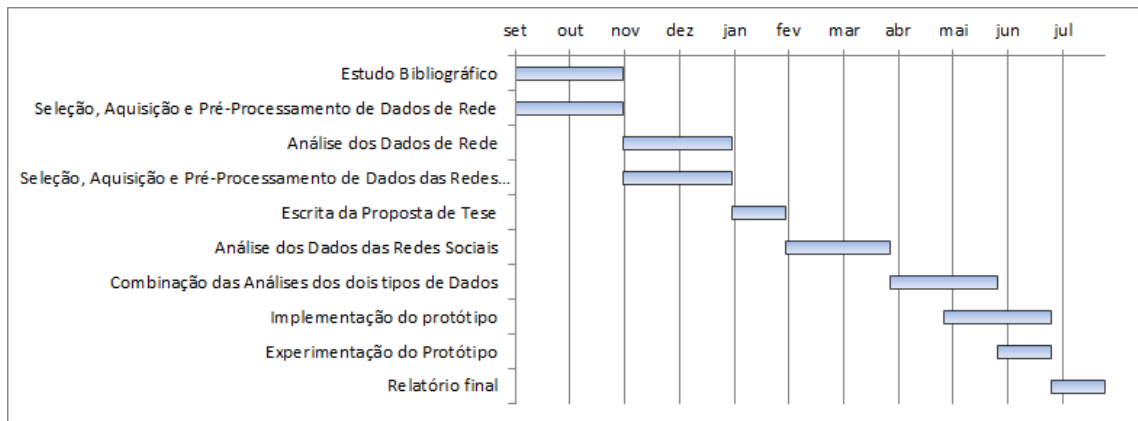 set out nov dez jan fev mar abr mai jun jul
Estudo Bibliográfico
Seleção, Aquisição e Pré-Processamento de Dados de Rede
Análise dos Dados de Rede
Seleção, Aquisição e Pré-Processamento de Dados das Redes...
Escrita da Proposta de Tese
Análise dos Dados das Redes Sociais
Combinação das Análises dos dois tipos de Dados
Implementação do protótipo
Experimentação do Protótipo
Relatório final